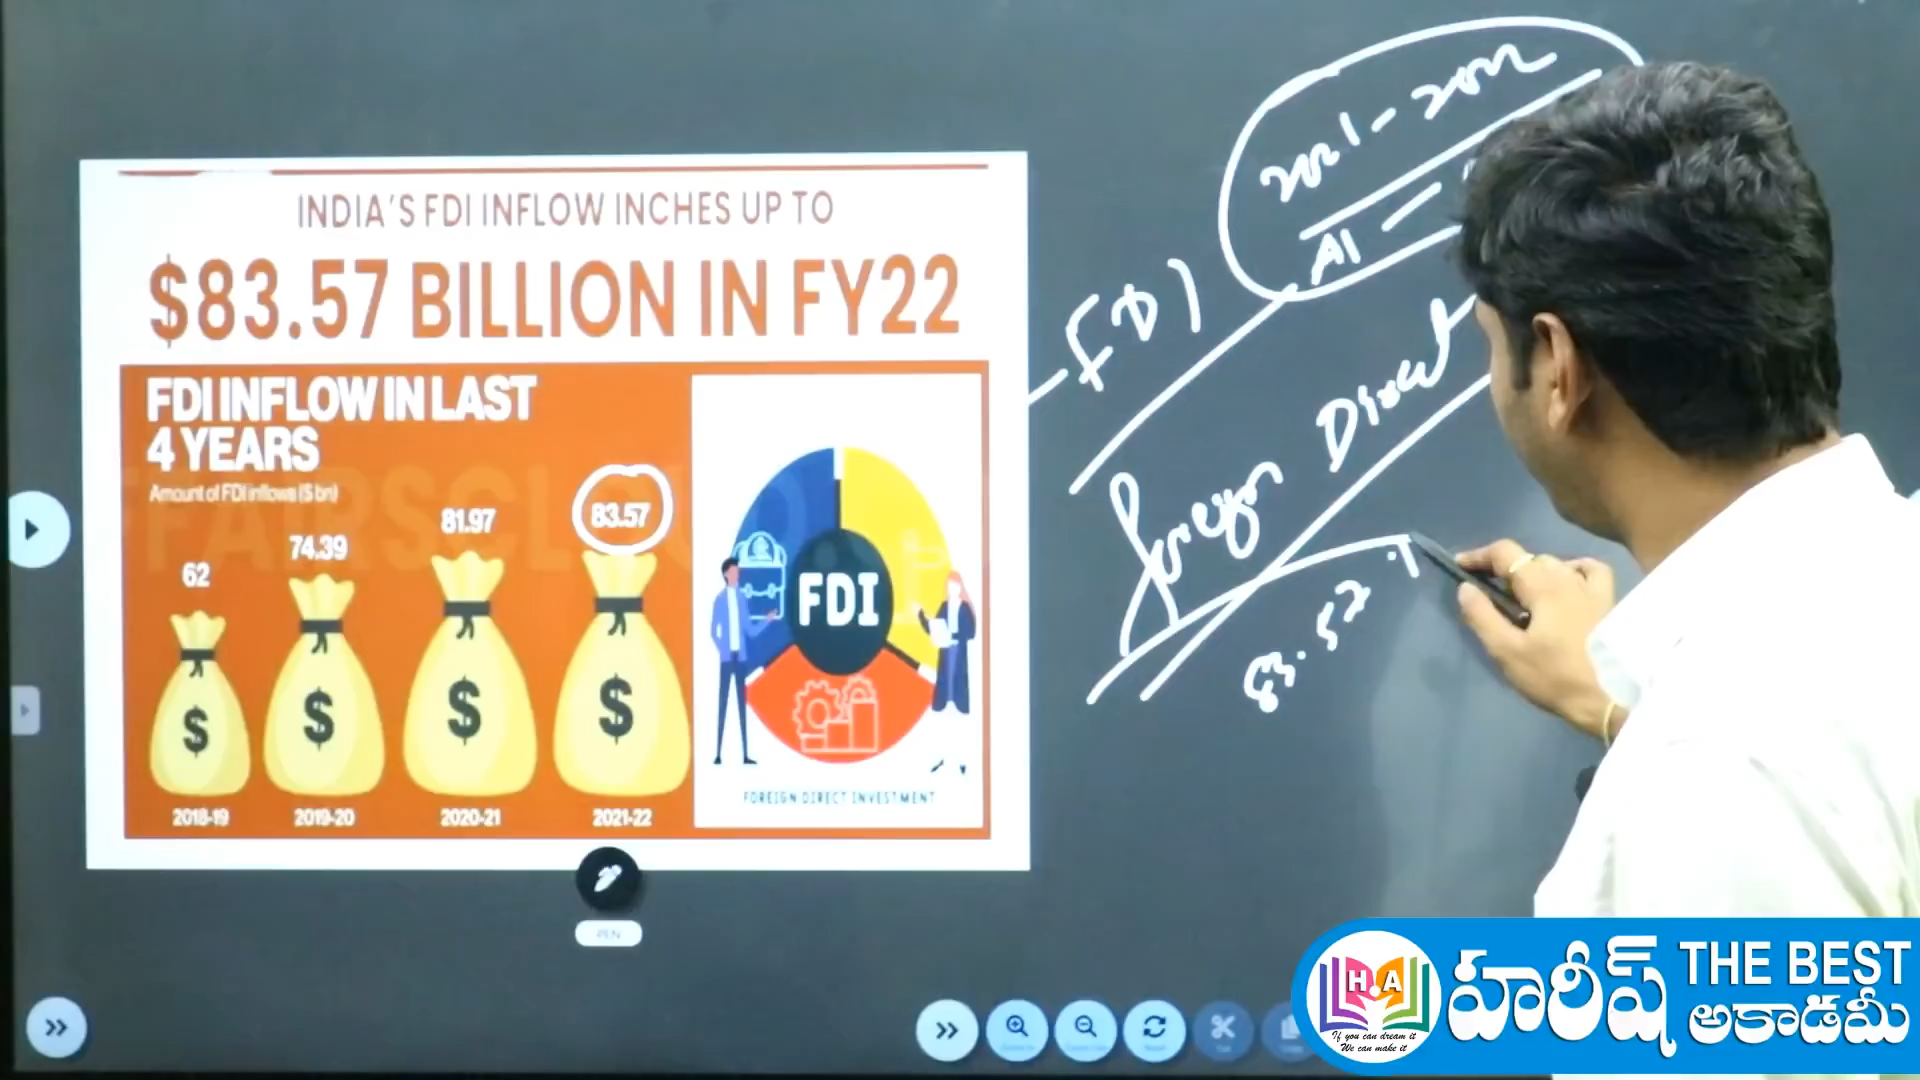 INDIA'S FDI INFLOW INCHES UP TO
$83.57 BILLION IN FY22
FDI INFLOW IN LAST
4 YEARS
Amount of FDI inflows ($ bn)
62
74.39
81.97
83.57
$
$
$
$
2018-19
2019-20
2020-21
2021-22
FDI
FOREIGN DIRECT INVESTMENT
2021-2022
A1
FDI
Foreign Direct
83.57
PEN
H.A
If you can dream it
We can make it
హరీష్
THE BEST
అకాడమీ